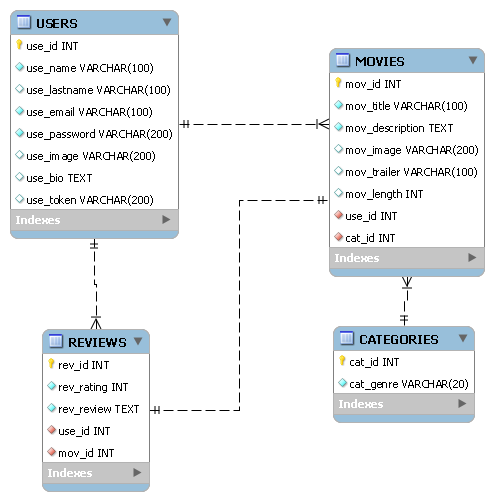 USERS
use_id INT
use_name VARCHAR(100)
use_lastname VARCHAR(100)
use_email VARCHAR(100)
use_password VARCHAR(200)
use_image VARCHAR(200)
use_bio TEXT
use_token VARCHAR(200)
Indexes
MOVIES
mov_id INT
mov_title VARCHAR(100)
mov_description TEXT
mov_image VARCHAR(200)
mov_trailer VARCHAR(100)
mov_length INT
use_id INT
cat_id INT
Indexes
REVIEWS
rev_id INT
rev_rating INT
rev_review TEXT
use_id INT
mov_id INT
Indexes
CATEGORIES
cat_id INT
cat_genre VARCHAR(20)
Indexes